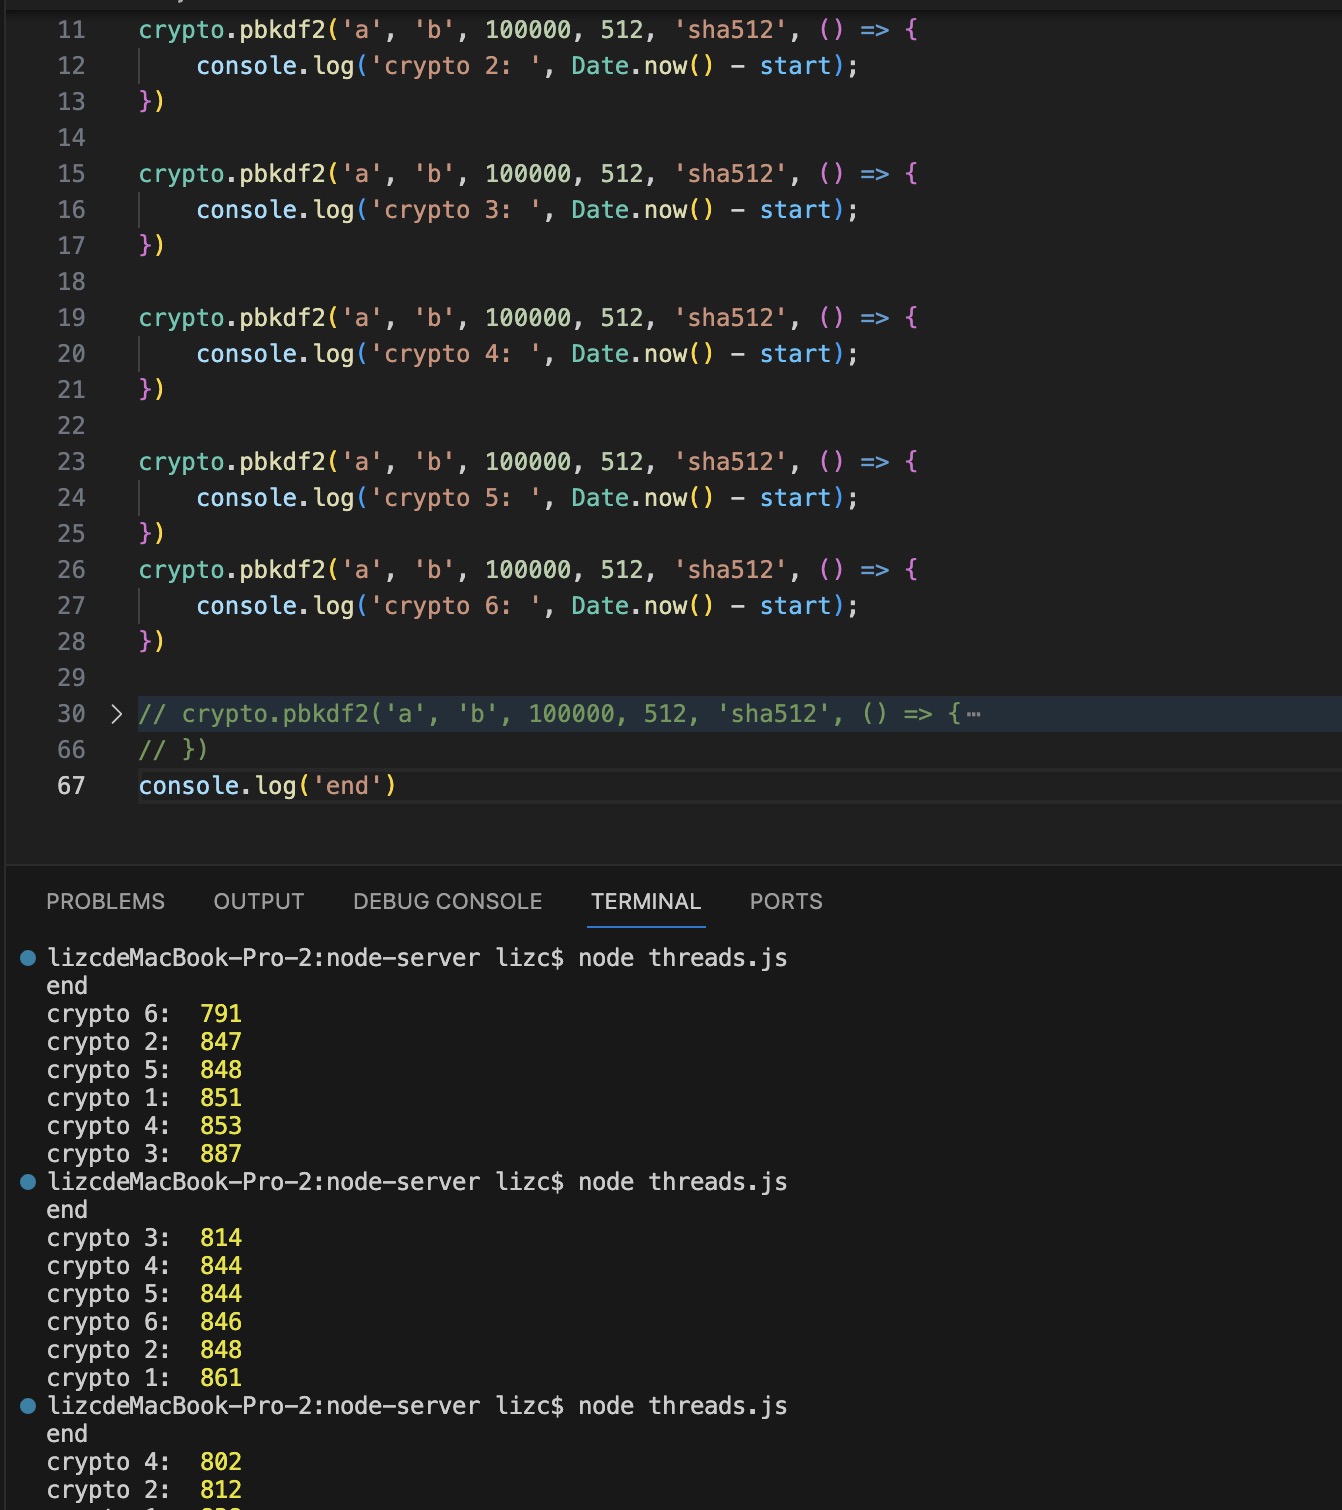 11 crypto.pbkdf2('a', 'b', 100000, 512, 'sha512', () => {
12 console.log('crypto 2: ', Date.now() - start);
13 })
14
15 crypto.pbkdf2('a', 'b', 100000, 512, 'sha512', () => {
16 console.log('crypto 3: ', Date.now() - start);
17 })
18
19 crypto.pbkdf2('a', 'b', 100000, 512, 'sha512', () => {
20 console.log('crypto 4: ', Date.now() - start);
21 })
22
23 crypto.pbkdf2('a', 'b', 100000, 512, 'sha512', () => {
24 console.log('crypto 5: ', Date.now() - start);
25 })
26 crypto.pbkdf2('a', 'b', 100000, 512, 'sha512', () => {
27 console.log('crypto 6: ', Date.now() - start);
28 })
29
30 // crypto.pbkdf2('a', 'b', 100000, 512, 'sha512', () => {⋯
66 // })
67 console.log('end')
PROBLEMS OUTPUT DEBUG CONSOLE TERMINAL PORTS
lizcdeMacBook-Pro-2:node-server lizc$ node threads.js
end
crypto 6: 791
crypto 2: 847
crypto 5: 848
crypto 1: 851
crypto 4: 853
crypto 3: 887
lizcdeMacBook-Pro-2:node-server lizc$ node threads.js
end
crypto 3: 814
crypto 4: 844
crypto 5: 844
crypto 6: 846
crypto 2: 848
crypto 1: 861
lizcdeMacBook-Pro-2:node-server lizc$ node threads.js
end
crypto 4: 802
crypto 2: 812